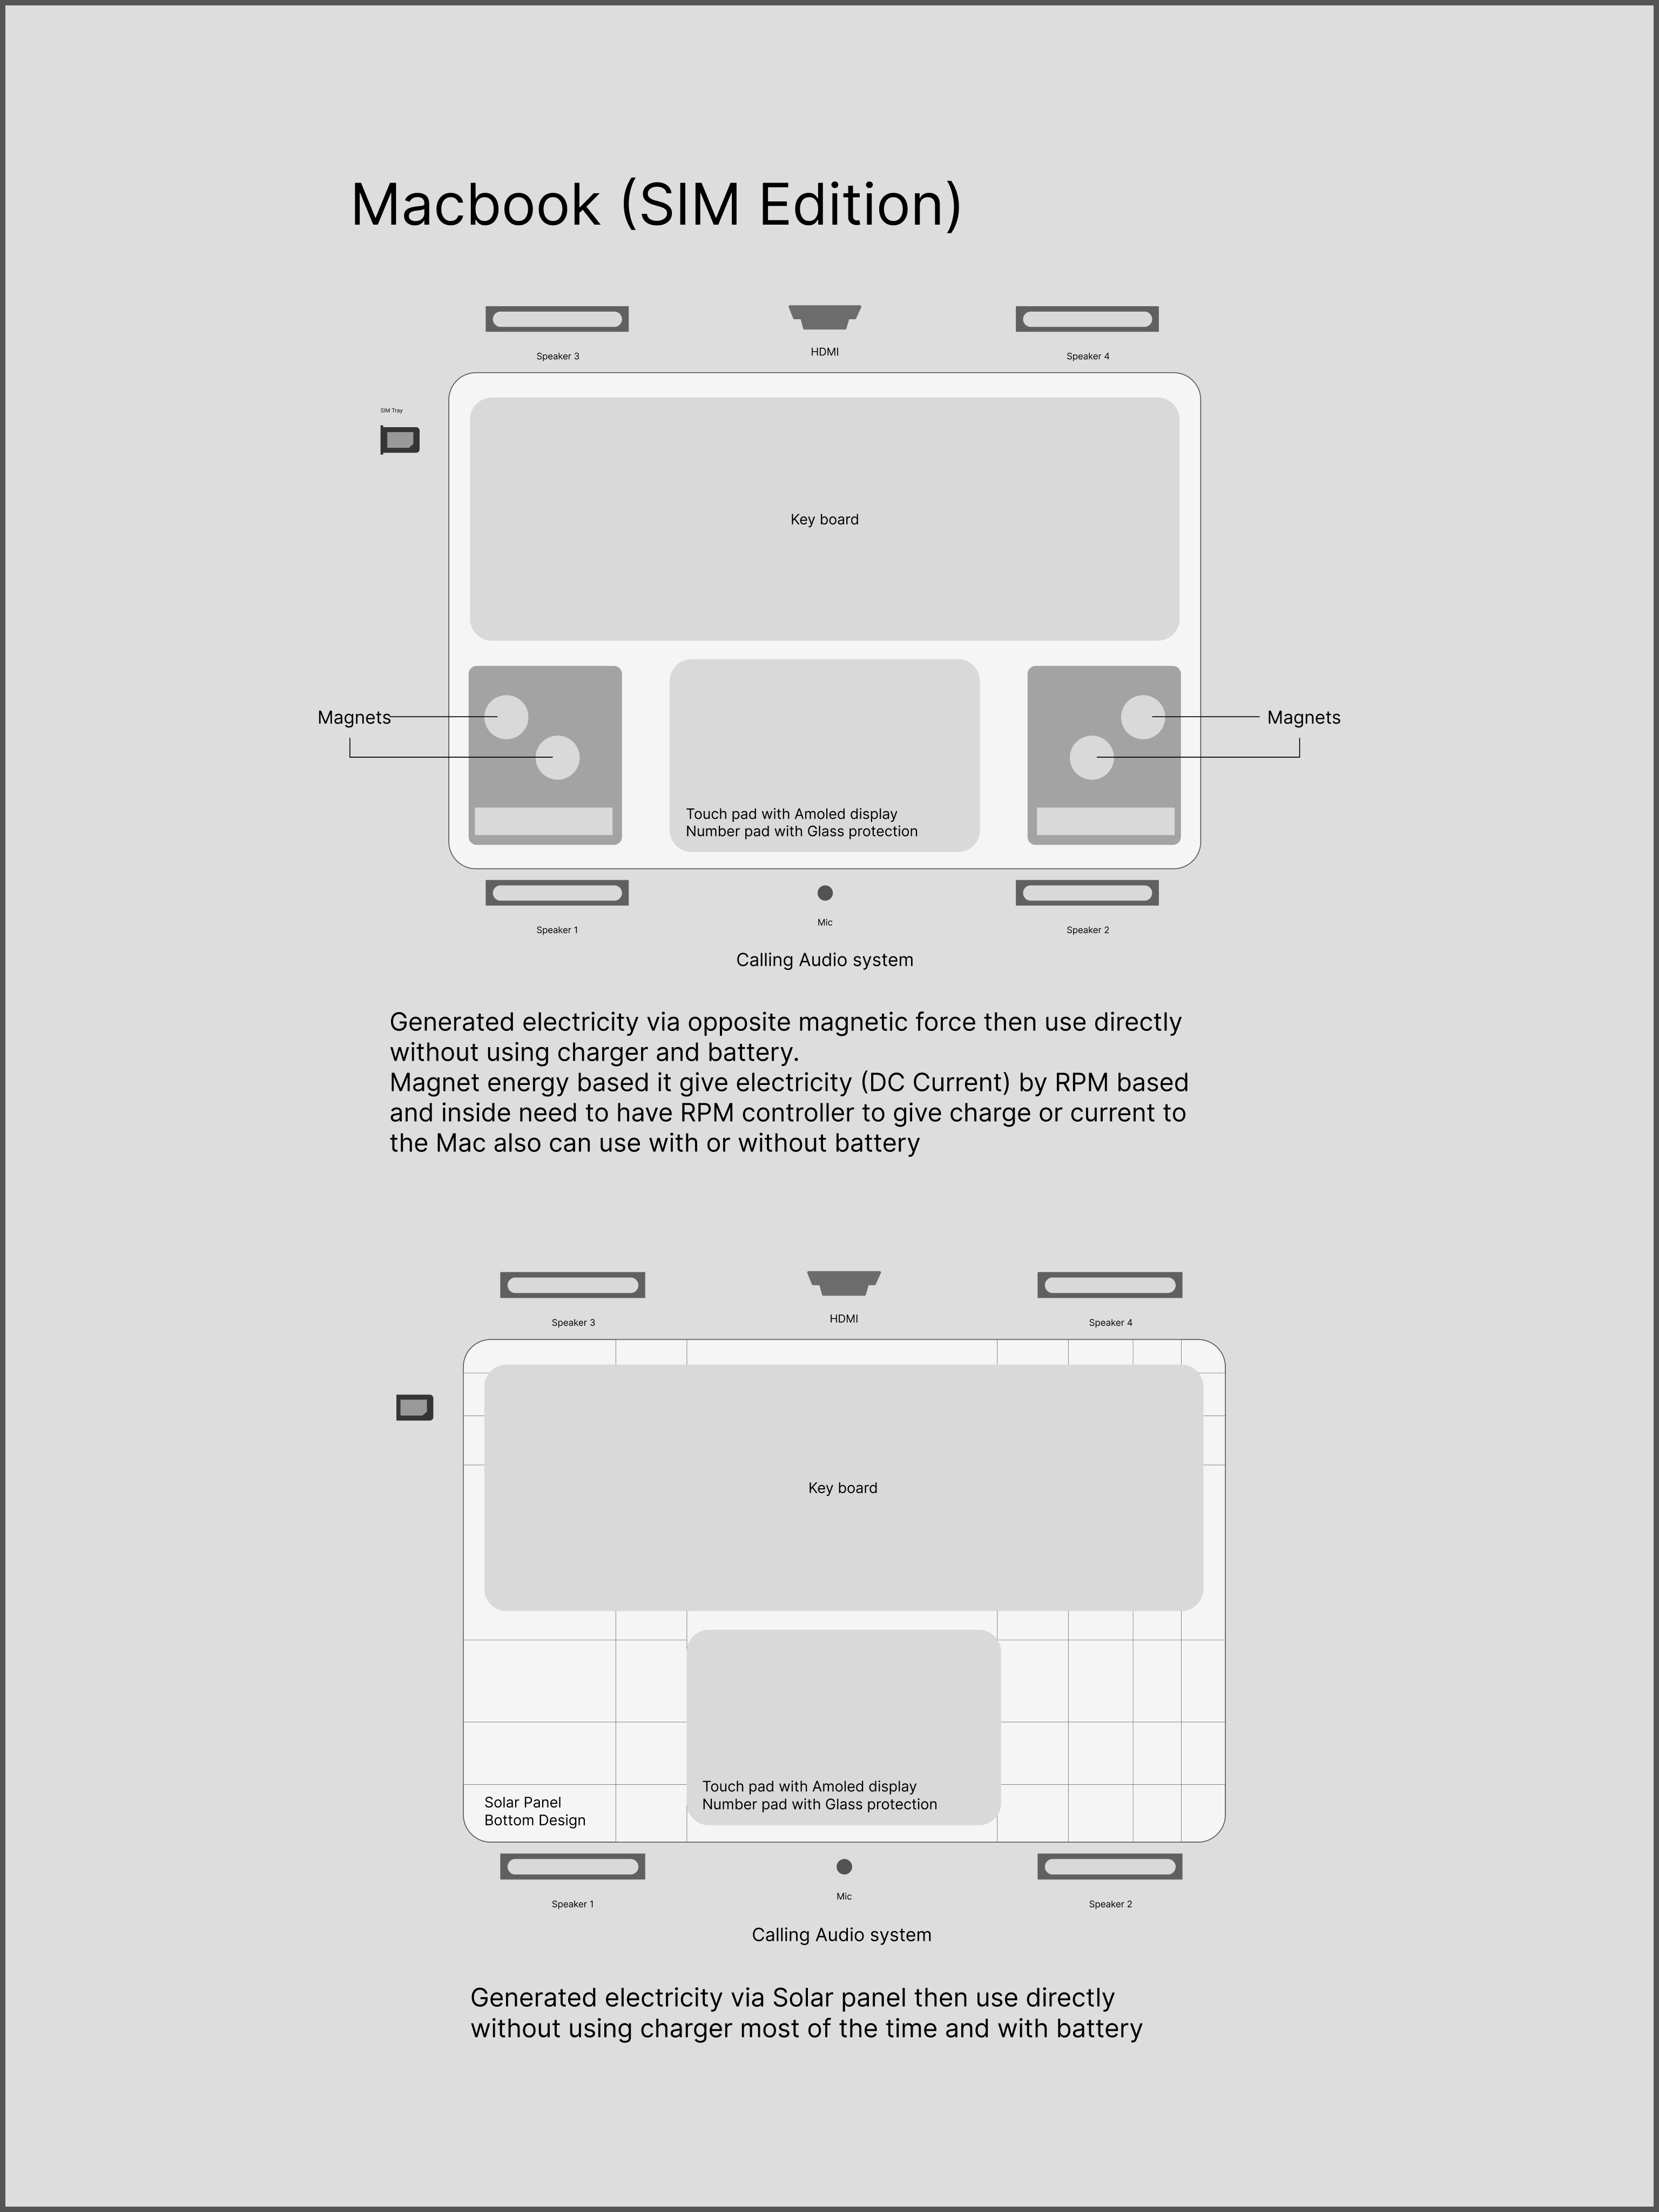 Macbook (SIM Edition)
Speaker 3
HDMI
Speaker 4
SIM Tray
Key board
Magnets
Magnets
Touch pad with Amoled display
Number pad with Glass protection
Speaker 1
Mic
Speaker 2
Calling Audio system
Generated electricity via opposite magnetic force then use directly
without using charger and battery.
Magnet energy based it give electricity (DC Current) by RPM based
and inside need to have RPM controller to give charge or current to
the Mac also can use with or without battery
Speaker 3
HDMI
Speaker 4
Key board
Touch pad with Amoled display
Number pad with Glass protection
Solar Panel
Bottom Design
Speaker 1
Mic
Speaker 2
Calling Audio system
Generated electricity via Solar panel then use directly
without using charger most of the time and with battery